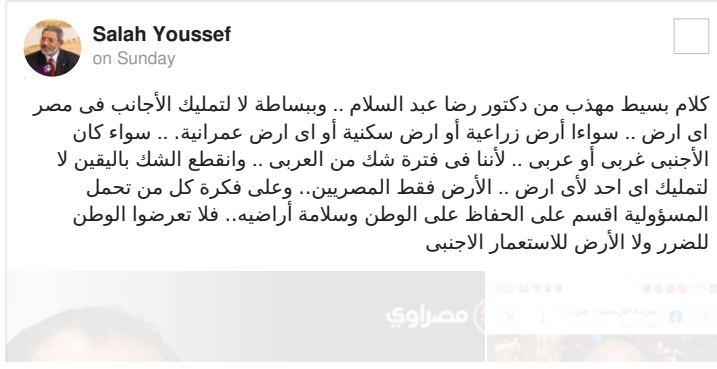 Salah Youssef
on Sunday
كلام بسيط مهذب من دكتور رضا عبد السلام .. وببساطة لا لتمليك الأجانب فى مصر
اى ارض .. سواءا أرض زراعية أو ارض سكنية أو اى ارض عمرانية. .. سواء كان
الأجنبى غربى أو عربى .. لأننا فى فترة شك من العربى .. وانقطع الشك باليقين لا
لتمليك اى احد لأى ارض .. الأرض فقط المصريين.. وعلى فكرة كل من تحمل
المسؤولية اقسم على الحفاظ على الوطن وسلامة أراضيه.. فلا تعرضوا الوطن
للضرر ولا الأرض للاستعمار الاجنبى
مصراوي